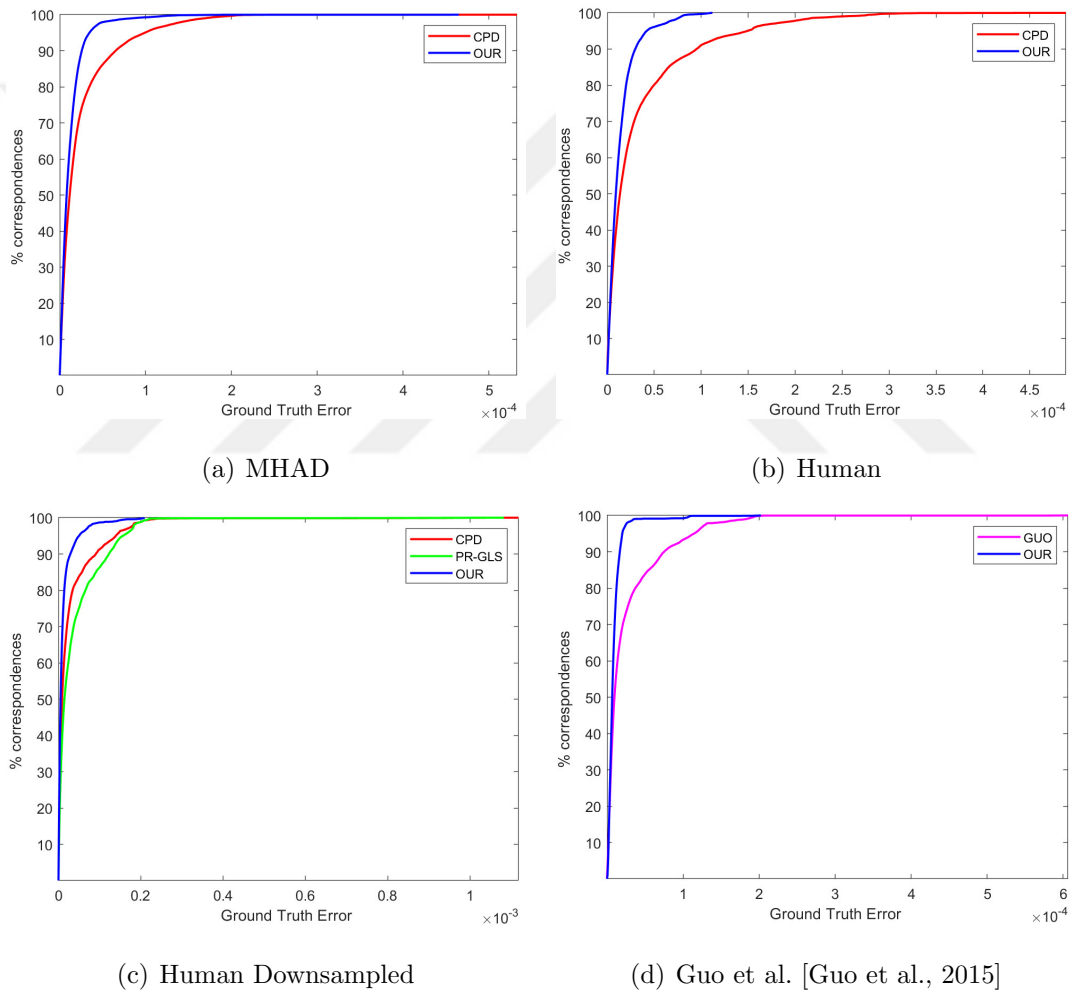 100
90
80
70
60
50
40
30
20
10
% correspondences
CPD
OUR
0 1 2 3 4 5
Ground Truth Error
×10⁻⁴
(a) MHAD
100
90
80
70
60
50
40
30
20
10
% correspondences
CPD
OUR
0 0.5 1 1.5 2 2.5 3 3.5 4 4.5
Ground Truth Error
×10⁻⁴
(b) Human
100
90
80
70
60
50
40
30
20
10
% correspondences
CPD
PR-GLS
OUR
0 0.2 0.4 0.6 0.8 1
Ground Truth Error
×10⁻³
(c) Human Downsampled
100
90
80
70
60
50
40
30
20
10
% correspondences
GUO
OUR
1 2 3 4 5 6
Ground Truth Error
×10⁻⁴
(d) Guo et al. [Guo et al., 2015]